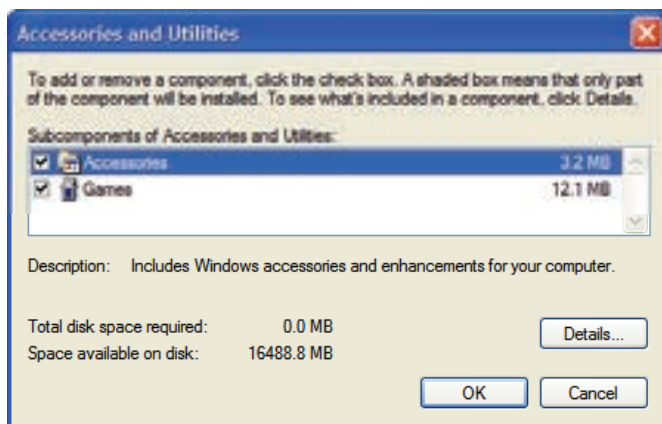 Accessories and Utilities
To add or remove a component, click the check box. A shaded box means that only part
of the component will be installed. To see what's included in a component, click Details.
Subcomponents of Accessories and Utilities:
Accessories 3.2 MB
Games 12.1 MB
Description: Includes Windows accessories and enhancements for your computer.
Total disk space required: 0.0 MB
Space available on disk: 16488.8 MB
Details...
OK Cancel